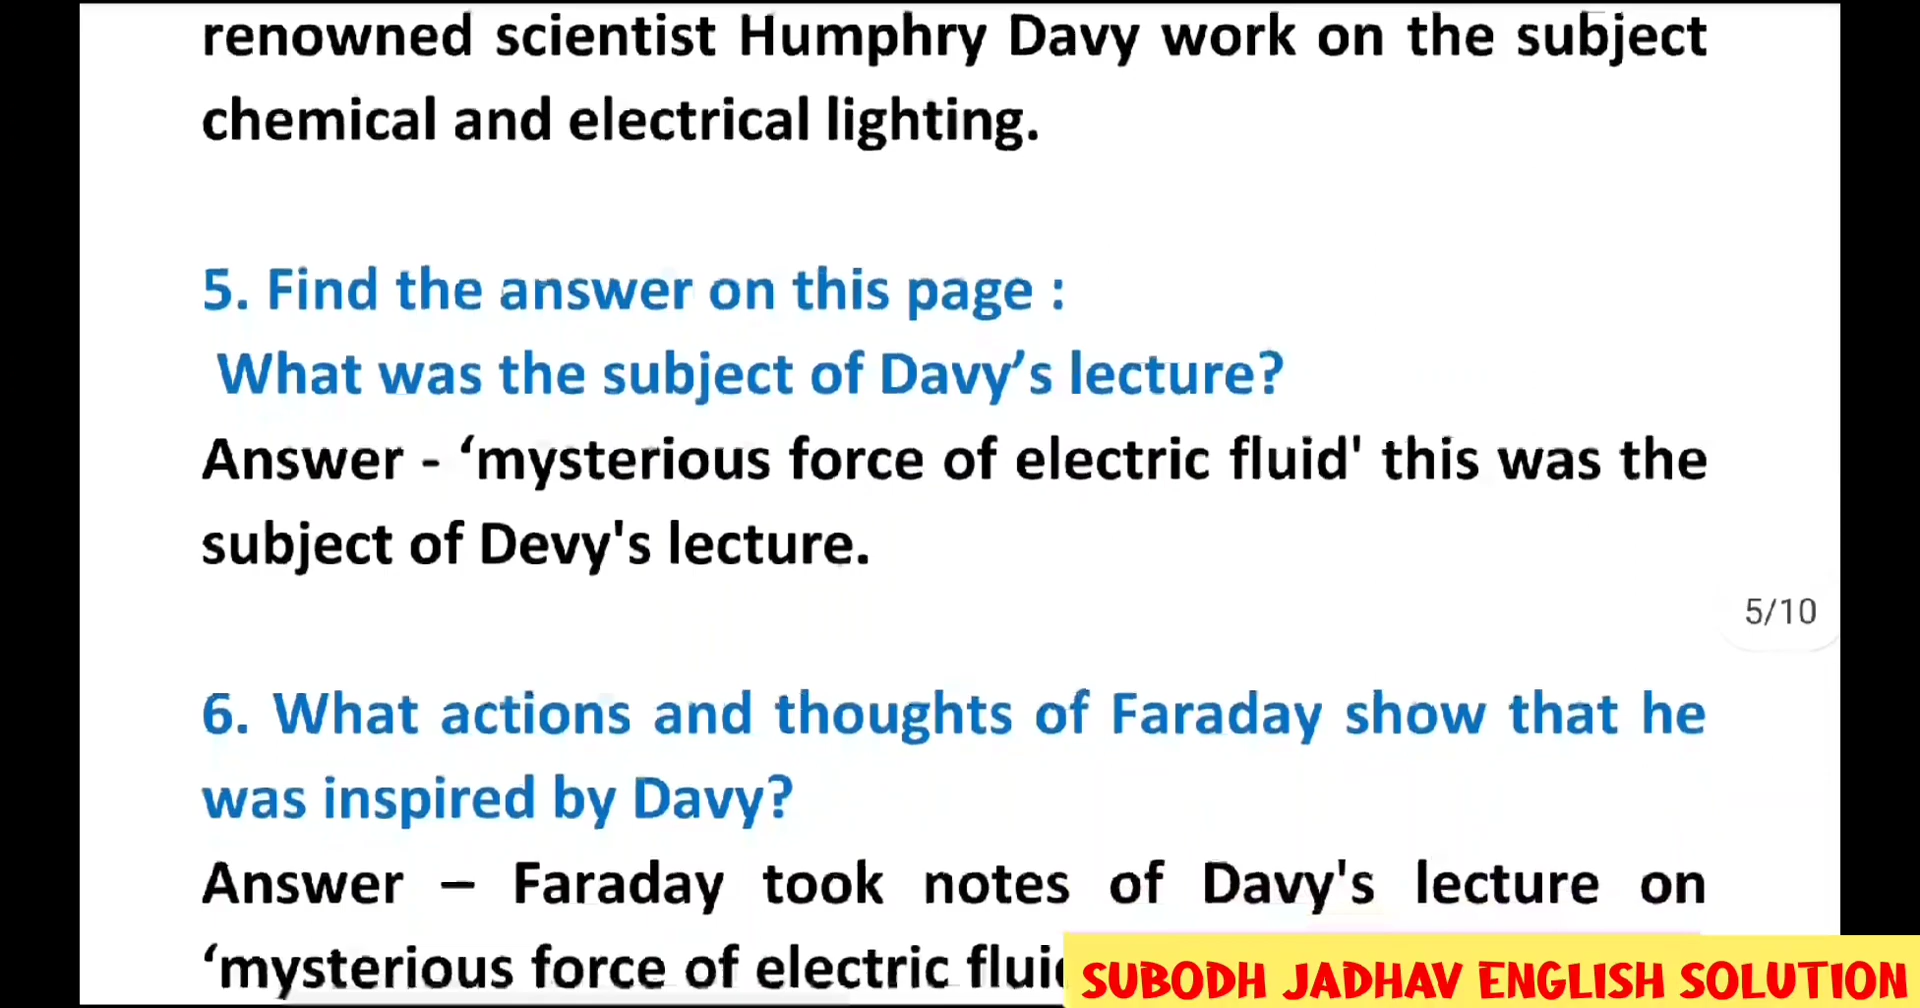 renowned scientist Humphry Davy work on the subject
chemical and electrical lighting.
5. Find the answer on this page :
What was the subject of Davy’s lecture?
Answer - ‘mysterious force of electric fluid' this was the
subject of Devy's lecture.
5/10
6. What actions and thoughts of Faraday show that he
was inspired by Davy?
Answer – Faraday took notes of Davy's lecture on
‘mysterious force of electric
SUBODH JADHAV ENGLISH SOLUTION